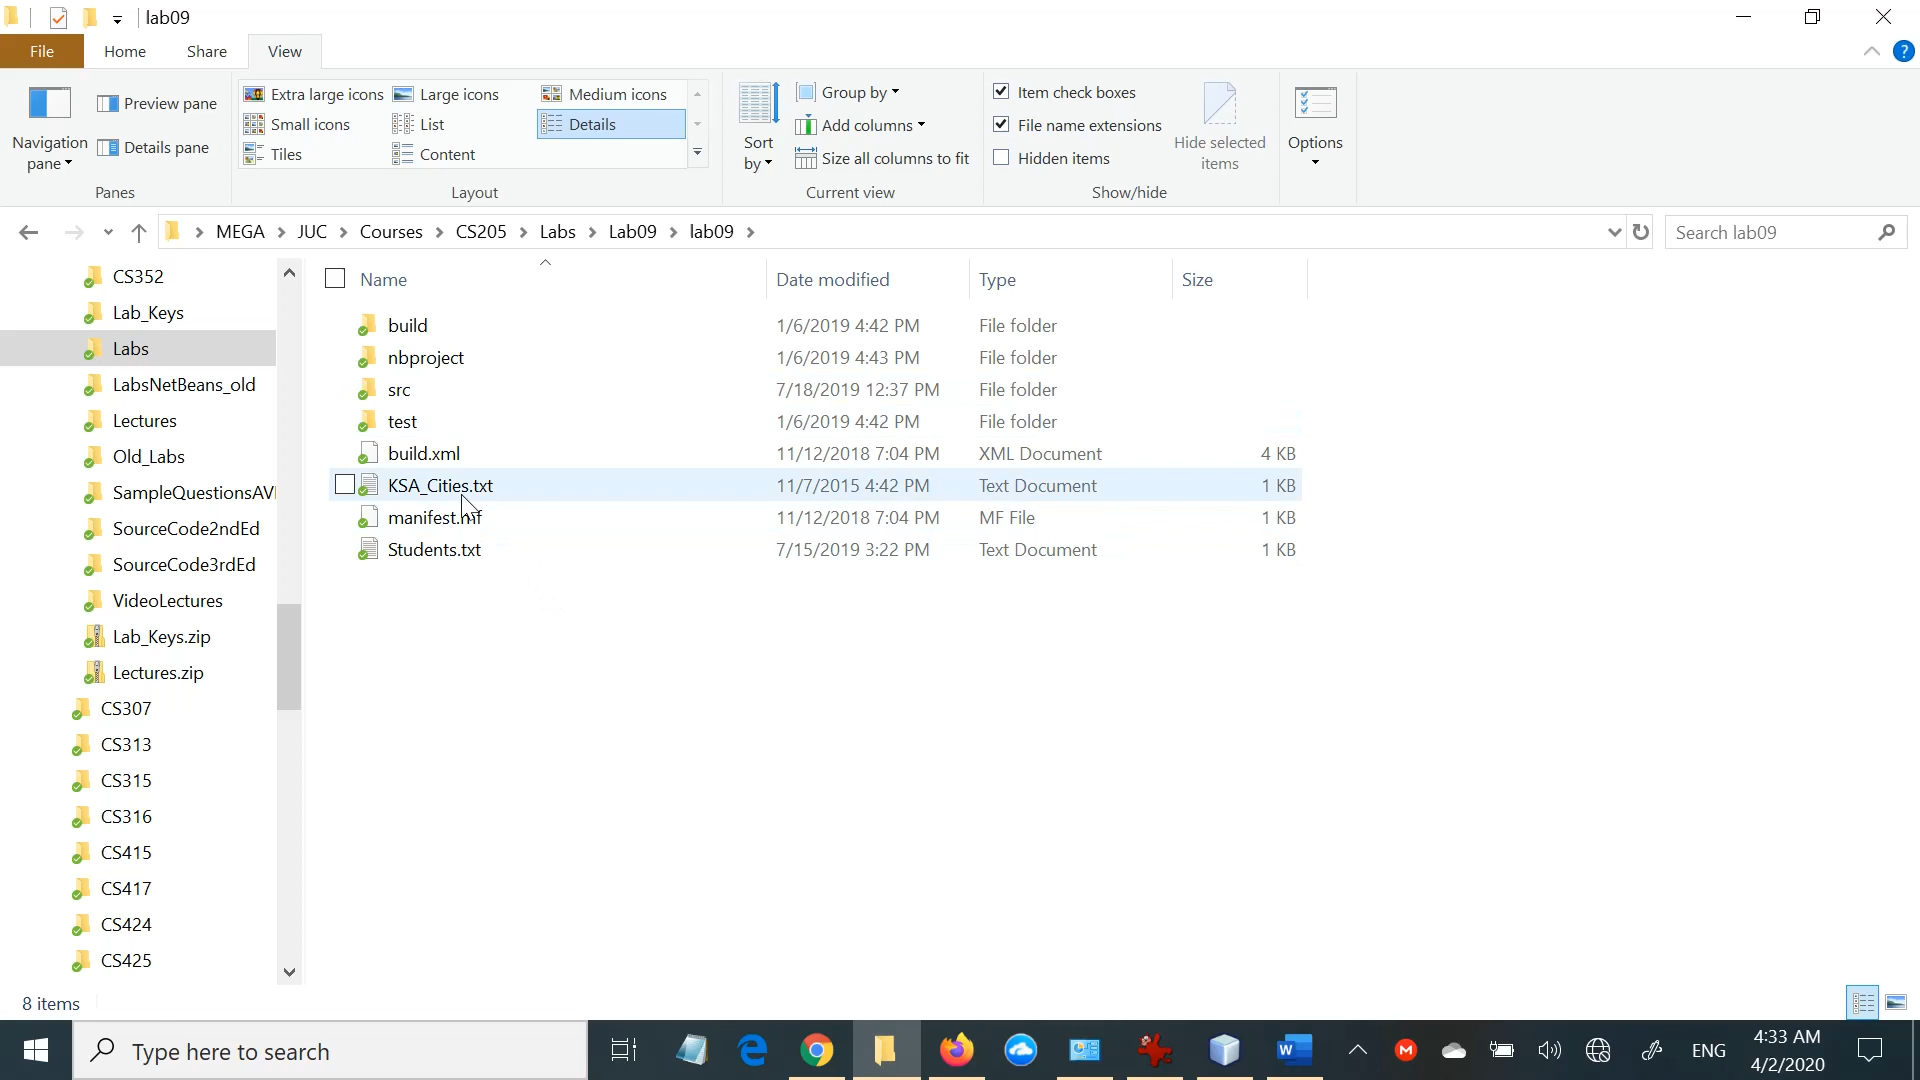 lab09
File Home Share View
Navigation pane
Preview pane
Details pane
Panes
Extra large icons Large icons Medium icons
Small icons List Details
Tiles Content
Layout
Sort by
Group by
Add columns
Size all columns to fit
Current view
Item check boxes
File name extensions
Hidden items
Hide selected items
Show/hide
Options
MEGA JUC Courses CS205 Labs Lab09 lab09
Search lab09
CS352
Lab_Keys
Labs
LabsNetBeans_old
Lectures
Old_Labs
SampleQuestionsAV
SourceCode2ndEd
SourceCode3rdEd
VideoLectures
Lab_Keys.zip
Lectures.zip
CS307
CS313
CS315
CS316
CS415
CS417
CS424
CS425
Name Date modified Type Size
build 1/6/2019 4:42 PM File folder
nbproject 1/6/2019 4:43 PM File folder
src 7/18/2019 12:37 PM File folder
test 1/6/2019 4:42 PM File folder
build.xml 11/12/2018 7:04 PM XML Document 4 KB
KSA_Cities.txt 11/7/2015 4:42 PM Text Document 1 KB
manifest.mf 11/12/2018 7:04 PM MF File 1 KB
Students.txt 7/15/2019 3:22 PM Text Document 1 KB
8 items
Type here to search
ENG
4:33 AM
4/2/2020